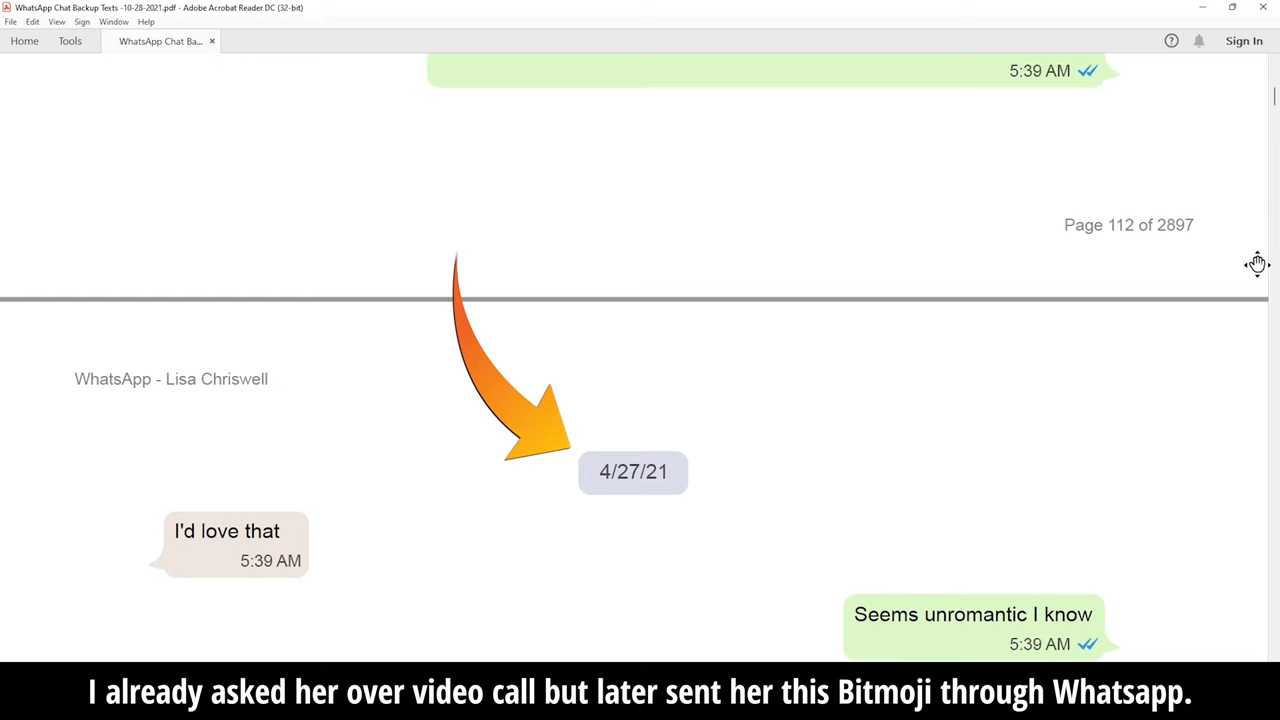 WhatsApp Chat Backup Texts -10-28-2021.pdf - Adobe Acrobat Reader DC (32-bit)
File Edit View Sign Window Help
Home Tools WhatsApp Chat Ba... × Sign In
5:39 AM
Page 112 of 2897
WhatsApp - Lisa Chriswell
4/27/21
I'd love that
5:39 AM
Seems unromantic I know
5:39 AM
I already asked her over video call but later sent her this Bitmoji through Whatsapp.